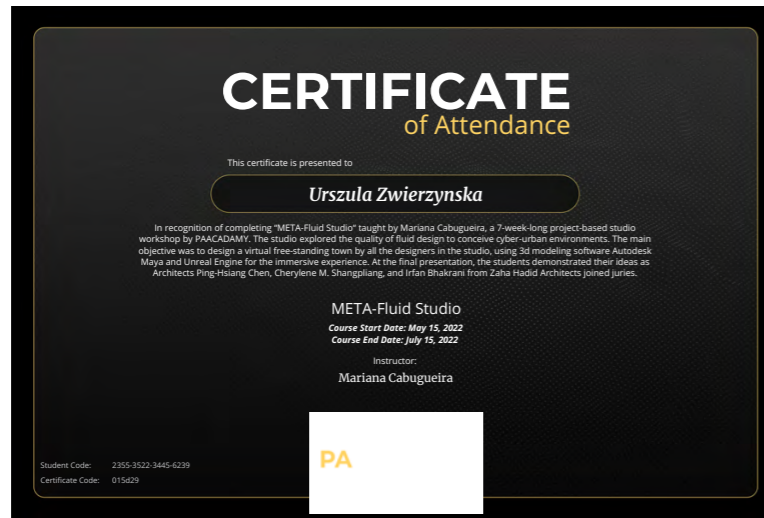 CERTIFICATE
of Attendance
This certificate is presented to
Urszula Zwierzynska
In recognition of completing "META-Fluid Studio" taught by Mariana Cabugueira, a 7-week-long project-based studio
workshop by PAACADAMY. The studio explored the quality of fluid design to conceive cyber-urban environments. The main
objective was to design a virtual free-standing town by all the designers in the studio, using 3d modeling software Autodesk
Maya and Unreal Engine for the immersive experience. At the final presentation, the students demonstrated their ideas as
Architects Ping-Hsiang Chen, Cherylene M. Shangpliang, and Irfan Bhakrani from Zaha Hadid Architects joined juries.
META-Fluid Studio
Course Start Date: May 15, 2022
Course End Date: July 15, 2022
Instructor:
Mariana Cabugueira
PA
Student Code: 2355-3522-3445-6239
Certificate Code: 015d29